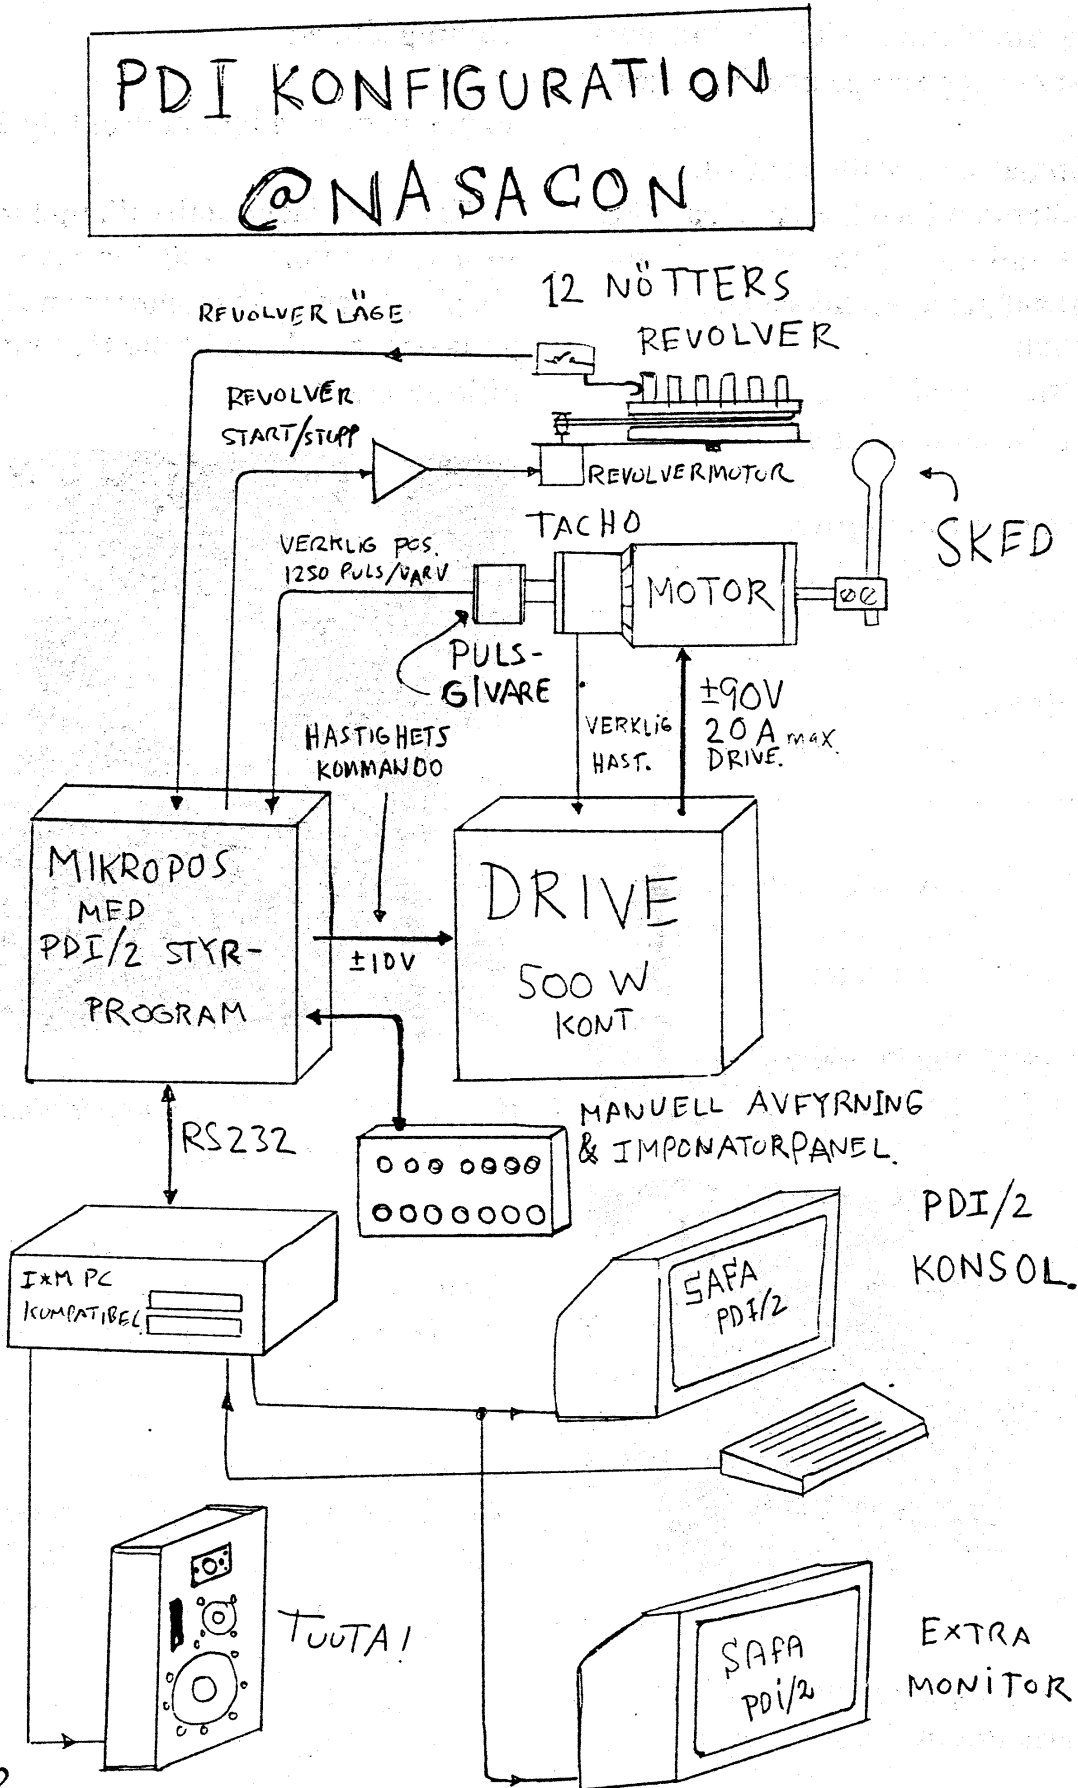 PDI KONFIGURATION
@NASACON
12 NÖTTERS
REVOLVER
REVOLVER LÄGE
REVOLVER
START/STOPP
REVOLVERMOTOR
SKED
TACHO
MOTOR
VERKLIG POS.
1250 PULS/VARV
PULS-
GIVARE
±90V
20 A max.
DRIVE.
VERKLIG
HAST.
HASTIGHETS
KOMMANDO
MIKROPOS
MED
PDI/2 STYR-
PROGRAM
±10V
DRIVE
500 W
KONT
RS232
MANUELL AVFYRNING
& IMPONATORPANEL.
I*M PC
KOMPATIBEL
SAFA
PDI/2
PDI/2
KONSOL.
TUUTA!
SAFA
PDI/2
EXTRA
MONITOR